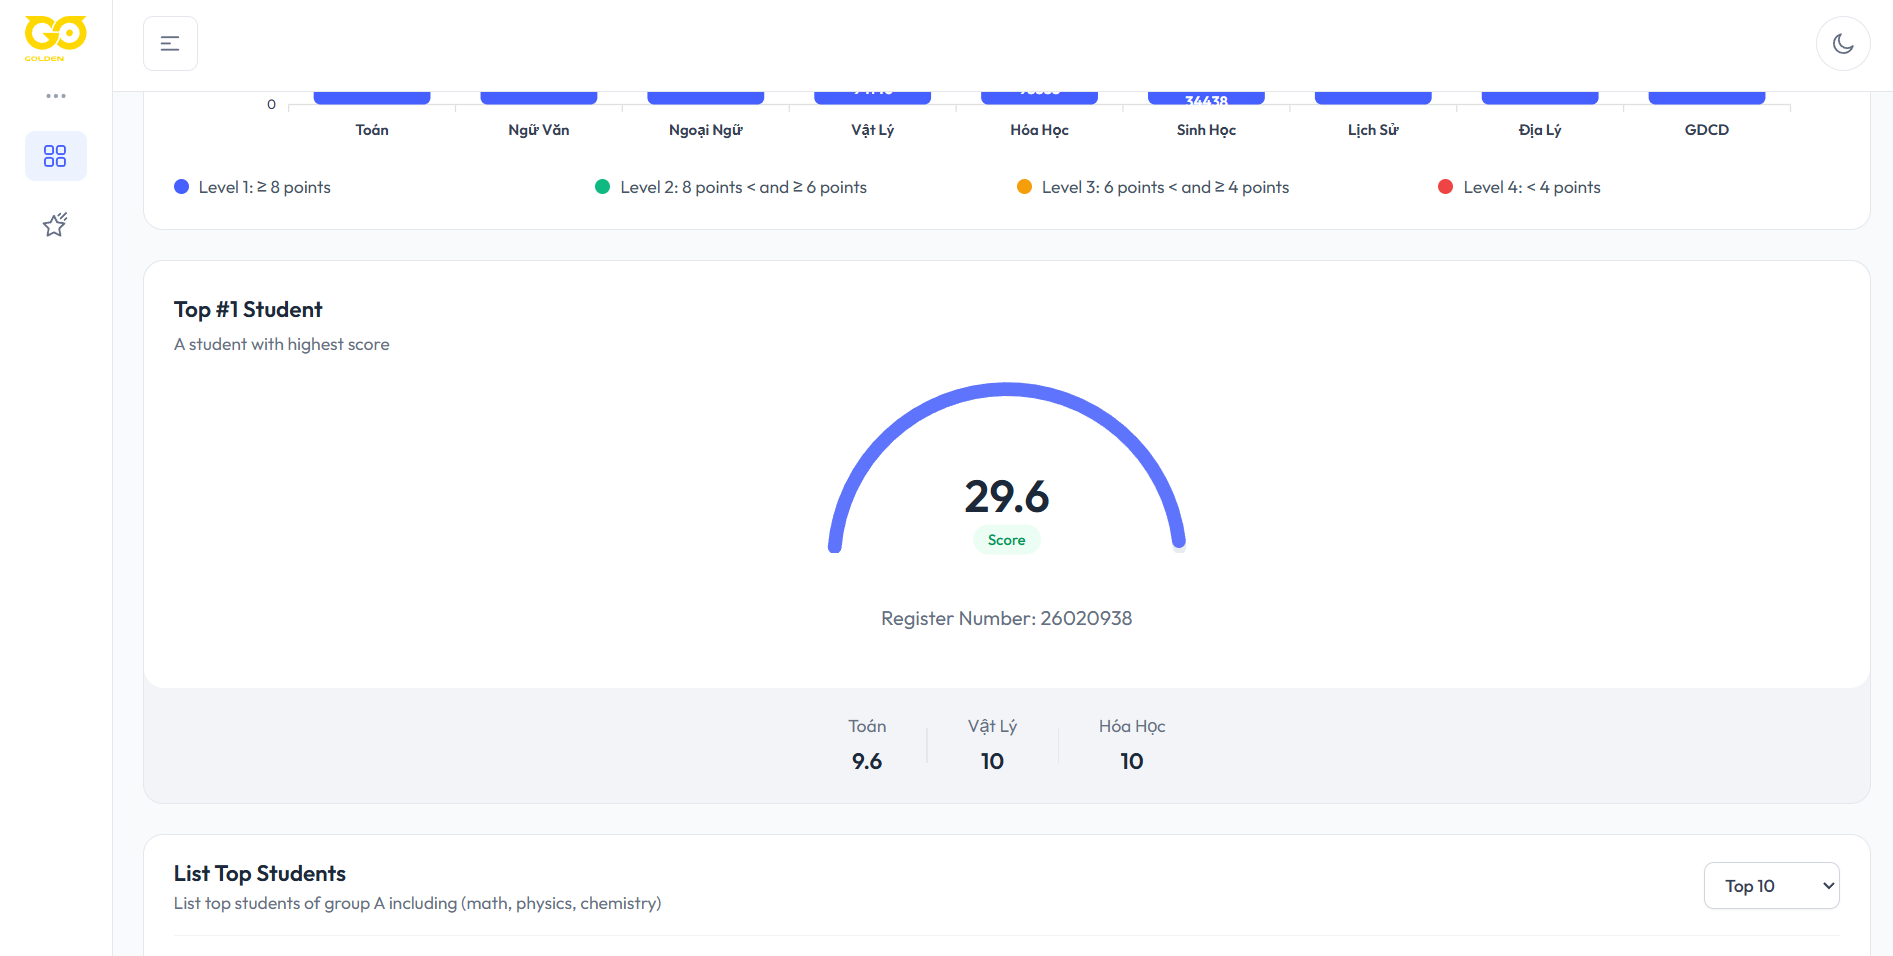 GO
GOLDEN
34438
0
Toán Ngữ Văn Ngoại Ngữ Vật Lý Hóa Học Sinh Học Lịch Sử Địa Lý GDCD
Level 1: ≥ 8 points Level 2: 8 points < and ≥ 6 points Level 3: 6 points < and ≥ 4 points Level 4: < 4 points
Top #1 Student
A student with highest score
29.6
Score
Register Number: 26020938
Toán Vật Lý Hóa Học
9.6 10 10
List Top Students
Top 10
List top students of group A including (math, physics, chemistry)